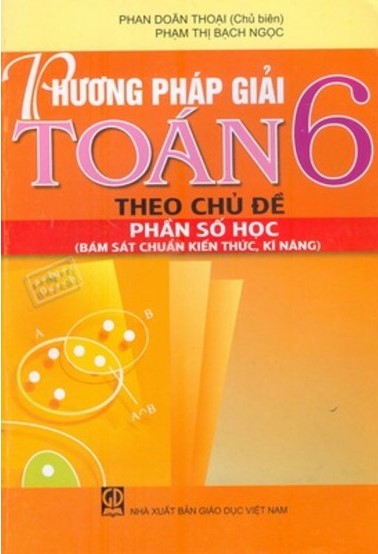 PHAN DOÃN THOẠI (Chủ biên)
PHẠM THỊ BẠCH NGỌC
PHƯƠNG PHÁP GIẢI
TOÁN 6
THEO CHỦ ĐỀ
PHẦN SỐ HỌC
(BÁM SÁT CHUẨN KIẾN THỨC, KĨ NĂNG)
A
B
A∩B
GD
NHÀ XUẤT BẢN GIÁO DỤC VIỆT NAM